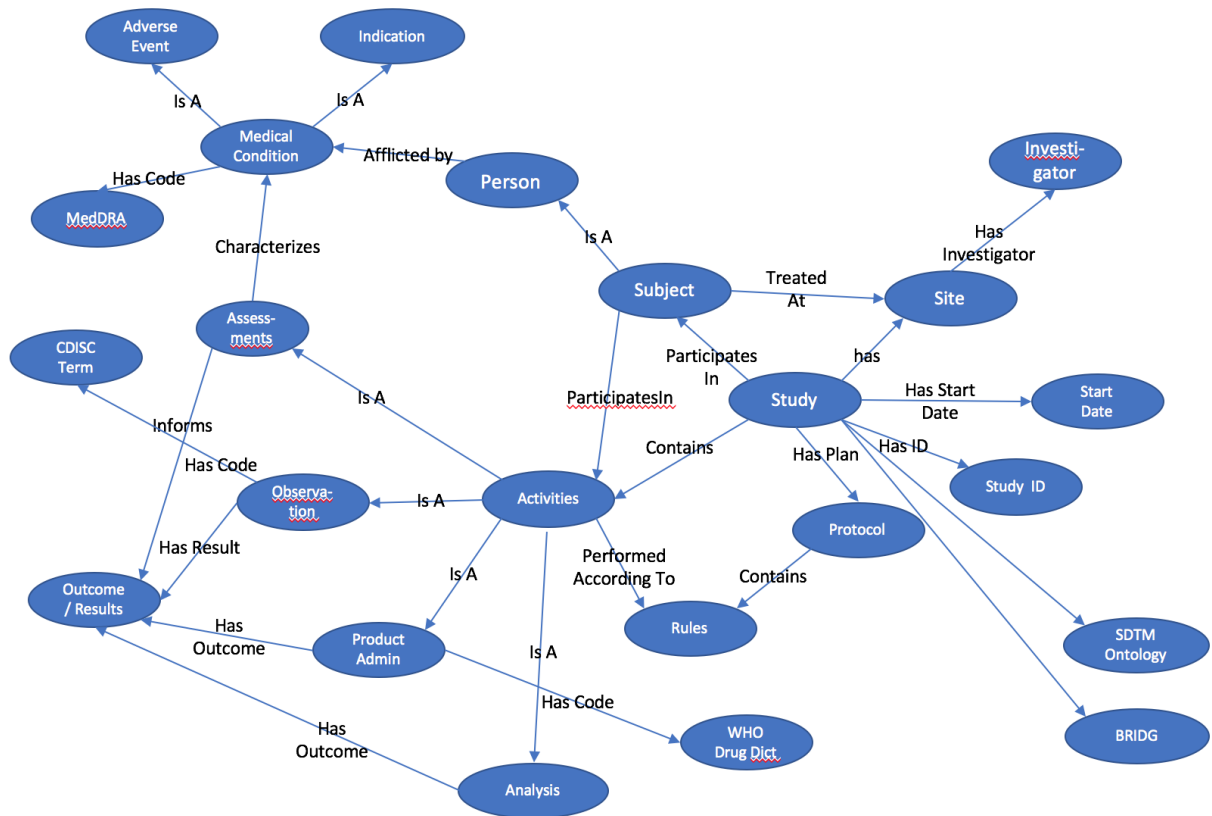 Adverse
Event
Indication
Is A
Is A
Medical
Condition
Afflicted by
Person
Investi-
gator
Has Code
MedDRA
Characterizes
Is A
Has
Investigator
Subject
Treated
At
Site
Assess-
ments
CDISC
Term
Participates
In
has
Is A
ParticipatesIn
Study
Has Start
Date
Start
Date
Informs
Has Code
Contains
Has Plan
Has ID
Study  ID
Observa-
tion
Is A
Activities
Protocol
Has Result
Is A
Performed
According To
Contains
Outcome
/ Results
Has
Outcome
Product
Admin
Rules
SDTM
Ontology
Is A
Has Code
Has
Outcome
WHO
Drug Dict
BRIDG
Analysis